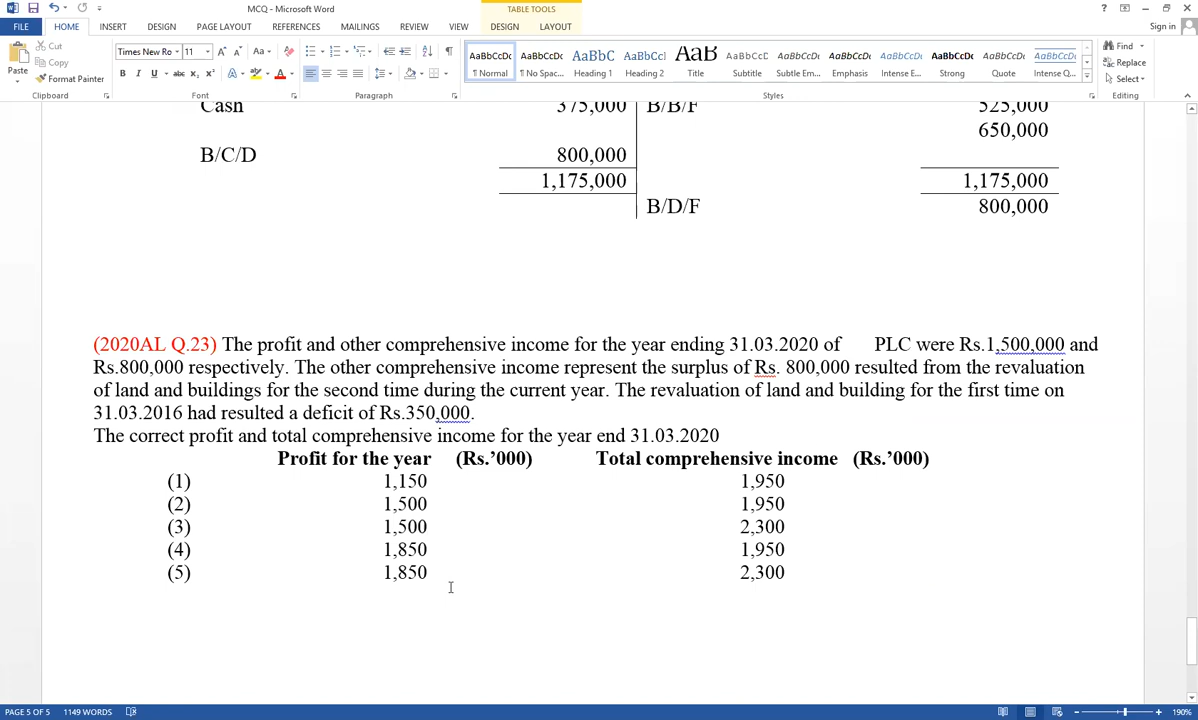 MCQ - Microsoft Word
TABLE TOOLS
FILE HOME INSERT DESIGN PAGE LAYOUT REFERENCES MAILINGS REVIEW VIEW DESIGN LAYOUT Sign in
Paste Cut Copy Format Painter
Times New Ro 11
AaBbCcDc AaBbCcDc AaBbC AaBbCcl AaB AaBbCcD AaBbCcDc AaBbCcDc AaBbCcDc AaBbCcDc AaBbCcDc AaBbCcDc
¶ Normal ¶ No Spac... Heading 1 Heading 2 Title Subtitle Subtle Em... Emphasis Intense E... Strong Quote Intense Q...
Find Replace Select
Clipboard Font Paragraph Styles Editing
Cash 375,000 B/B/F 525,000
650,000
B/C/D 800,000
1,175,000 1,175,000
B/D/F 800,000
(2020AL Q.23) The profit and other comprehensive income for the year ending 31.03.2020 of PLC were Rs.1,500,000 and
Rs.800,000 respectively. The other comprehensive income represent the surplus of Rs. 800,000 resulted from the revaluation
of land and buildings for the second time during the current year. The revaluation of land and building for the first time on
31.03.2016 had resulted a deficit of Rs.350,000.
The correct profit and total comprehensive income for the year end 31.03.2020
Profit for the year (Rs.’000) Total comprehensive income (Rs.’000)
(1) 1,150 1,950
(2) 1,500 1,950
(3) 1,500 2,300
(4) 1,850 1,950
(5) 1,850 2,300
PAGE 5 OF 5 1149 WORDS 190%